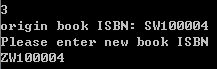 3
origin book ISBN: SW100004
Please enter new book ISBN
ZW100004